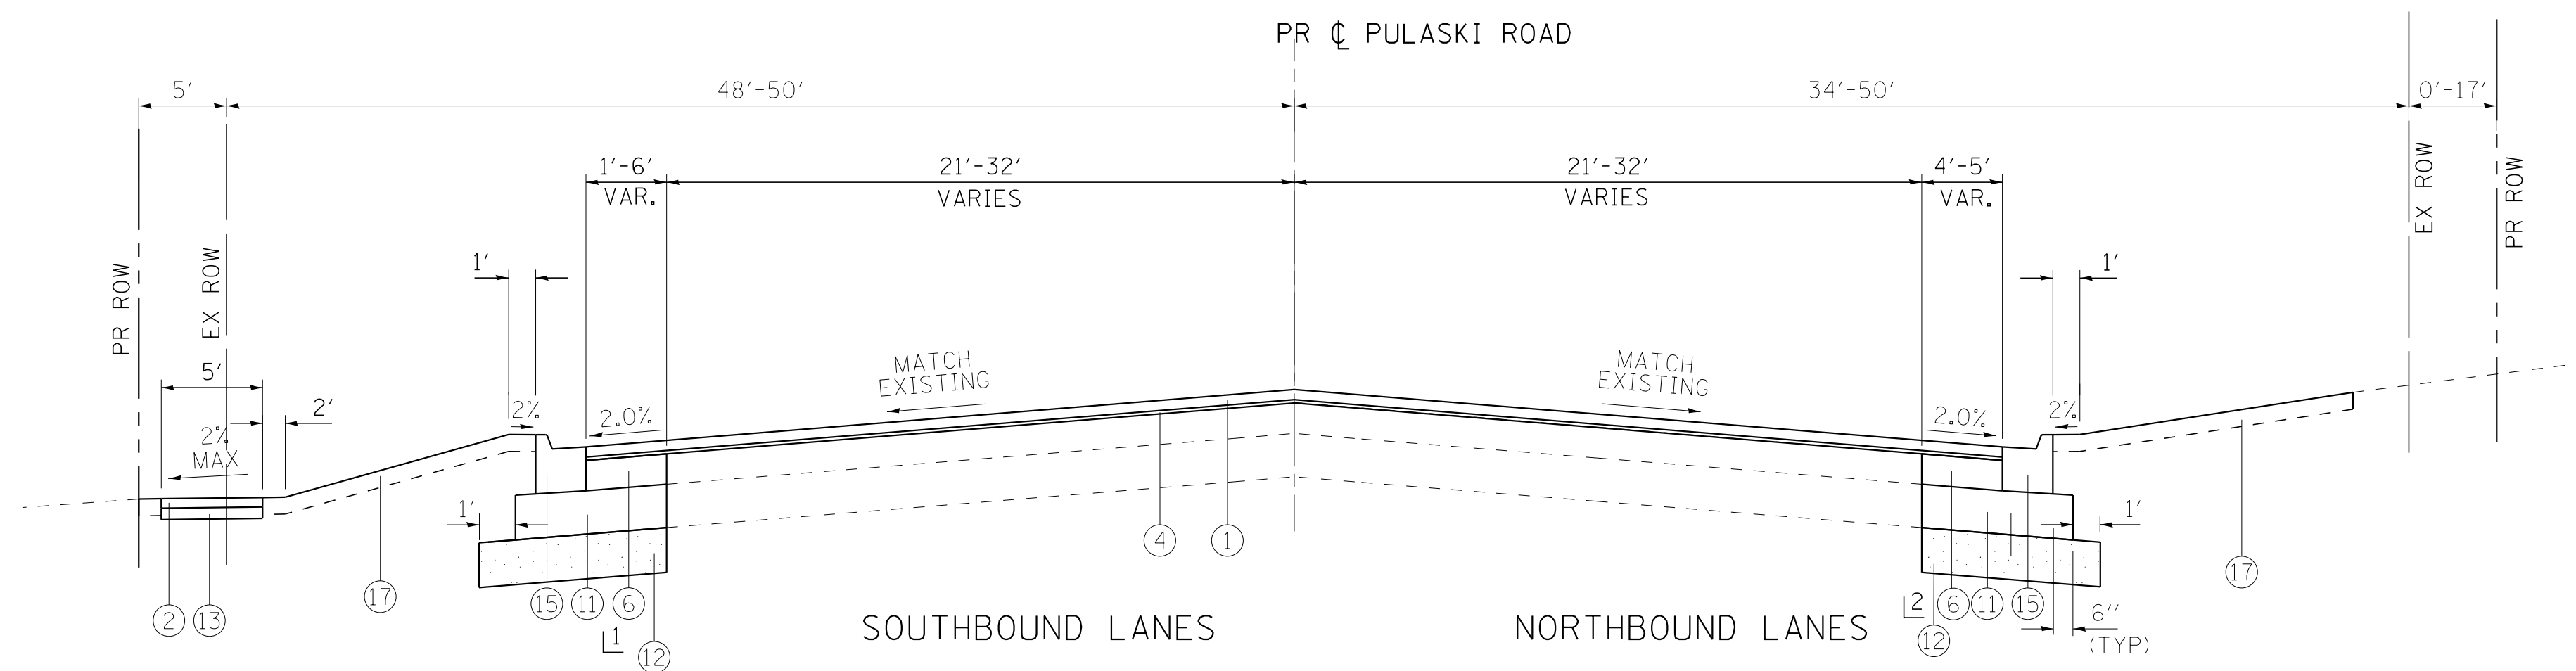 PR ℄ PULASKI ROAD
5' 48'-50' 34'-50' 0'-17'
1'-6' 21'-32' 21'-32' 4'-5'
VAR. VARIES VARIES VAR.
PR ROW
EX ROW
EX ROW
PR ROW
1' 1'
MATCH
EXISTING
MATCH
EXISTING
5'
2'
2% 2.0% 2.0% 2%
2%
MAX
1' 1'
4 1
17 17
2 13 15 11 6 12
1
SOUTHBOUND LANES NORTHBOUND LANES
2
6 11 15 12
6''
(TYP)